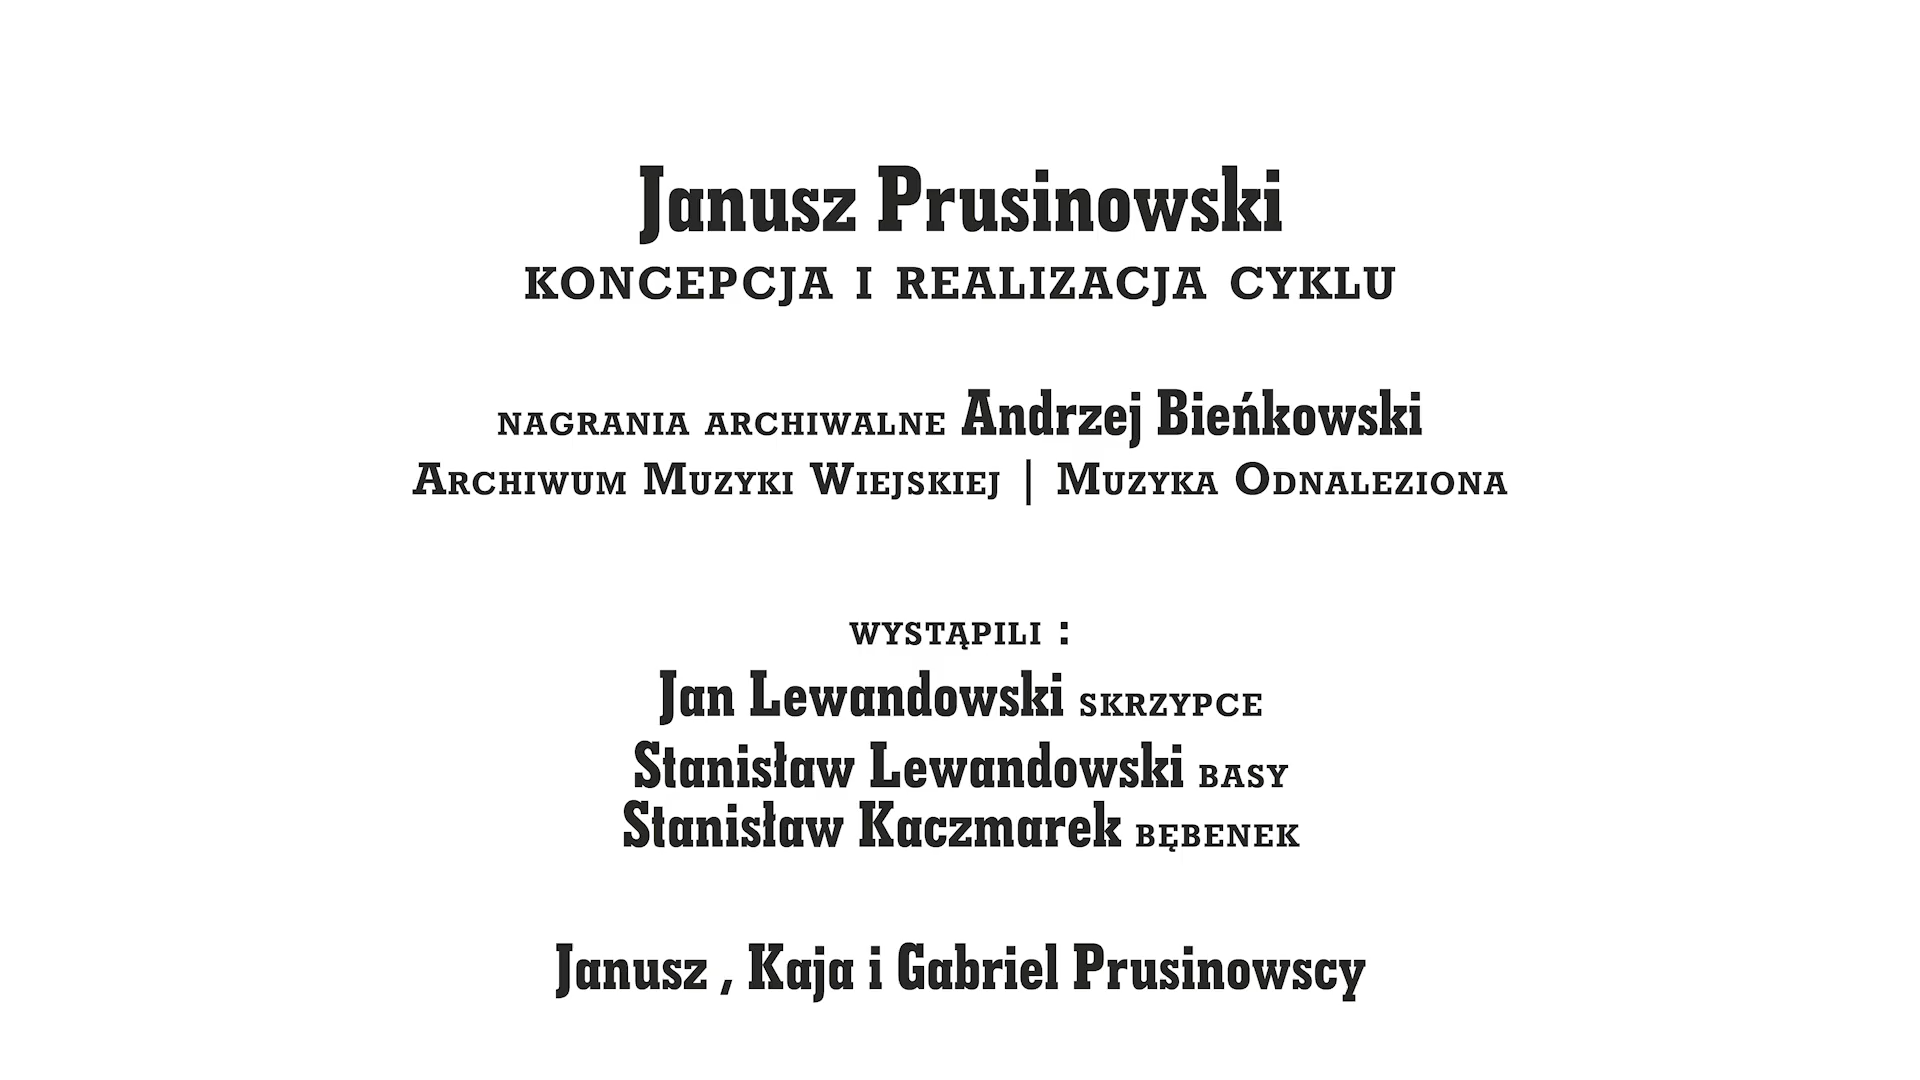 Janusz Prusinowski
KONCEPCJA I REALIZACJA CYKLU
NAGRANIA ARCHIWALNE Andrzej Bieńkowski
ARCHIWUM MUZYKI WIEJSKIEJ | MUZYKA ODNALEZIONA
WYSTĄPILI :
Jan Lewandowski SKRZYPCE
Stanisław Lewandowski BASY
Stanisław Kaczmarek BĘBENEK
Janusz , Kaja i Gabriel Prusinowscy